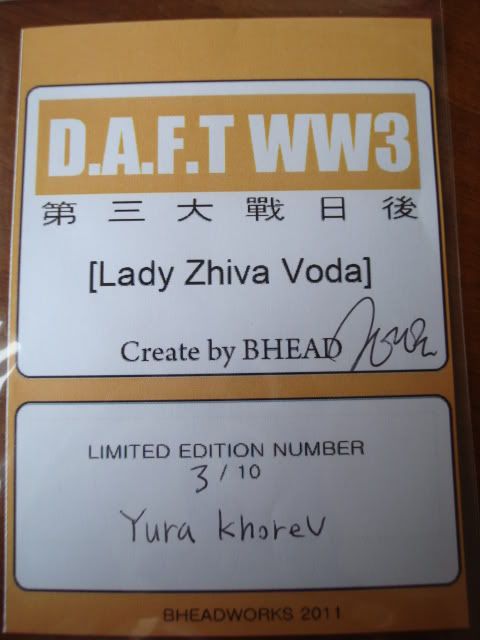 D.A.F.T WW3
第三大戰日後
[Lady Zhiva Voda]
Create by BHEAD
LIMITED EDITION NUMBER
3 / 10
Yura khorev
BHEADWORKS 2011